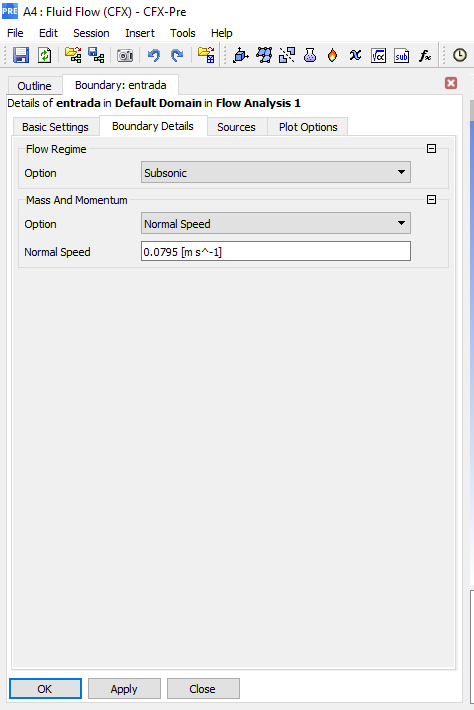 PRE A4 : Fluid Flow (CFX) - CFX-Pre
File Edit Session Insert Tools Help
Outline Boundary: entrada
Details of entrada in Default Domain in Flow Analysis 1
Basic Settings Boundary Details Sources Plot Options
Flow Regime
Option Subsonic
Mass And Momentum
Option Normal Speed
Normal Speed 0.0795 [m s^-1]
OK Apply Close